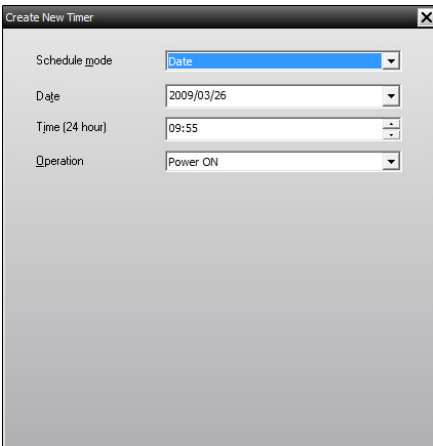 Create New Timer
Schedule mode Date
Date 2009/03/26
Time (24 hour) 09:55
Operation Power ON